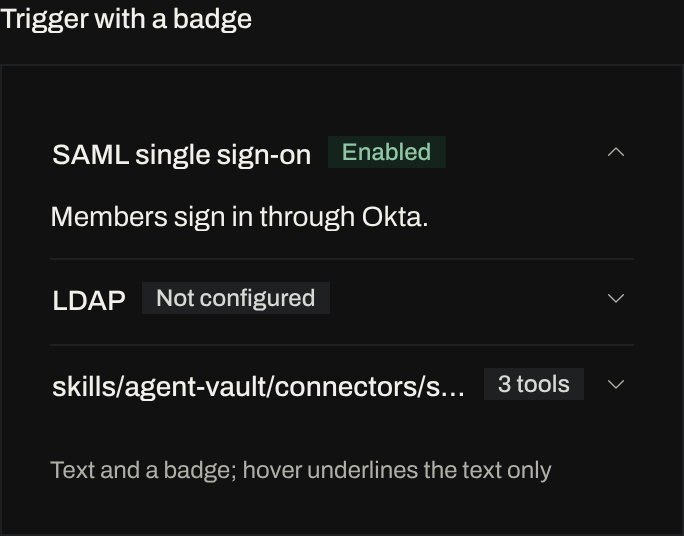 Trigger with a badge
SAML single sign-on Enabled
Members sign in through Okta.
LDAP Not configured
skills/agent-vault/connectors/s... 3 tools
Text and a badge; hover underlines the text only